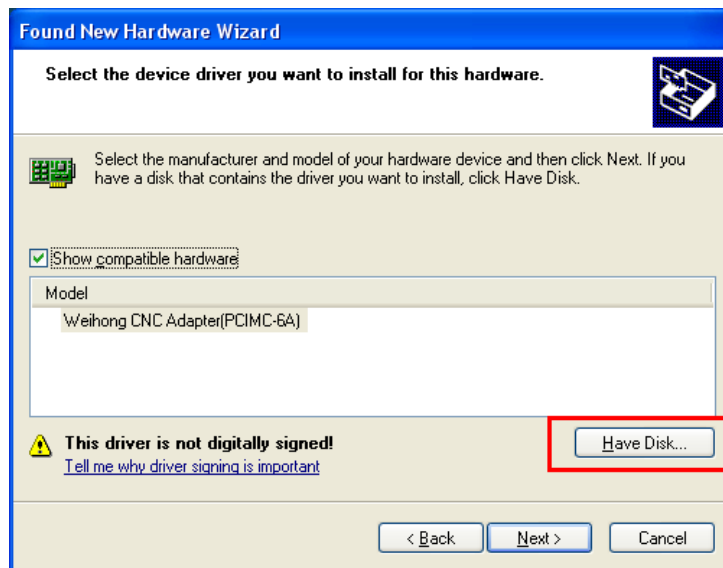 Found New Hardware Wizard
Select the device driver you want to install for this hardware.
Select the manufacturer and model of your hardware device and then click Next. If you
have a disk that contains the driver you want to install, click Have Disk.
Show compatible hardware
Model
Weihong CNC Adapter(PCIMC-6A)
This driver is not digitally signed!
Tell me why driver signing is important
Have Disk...
< Back
Next >
Cancel